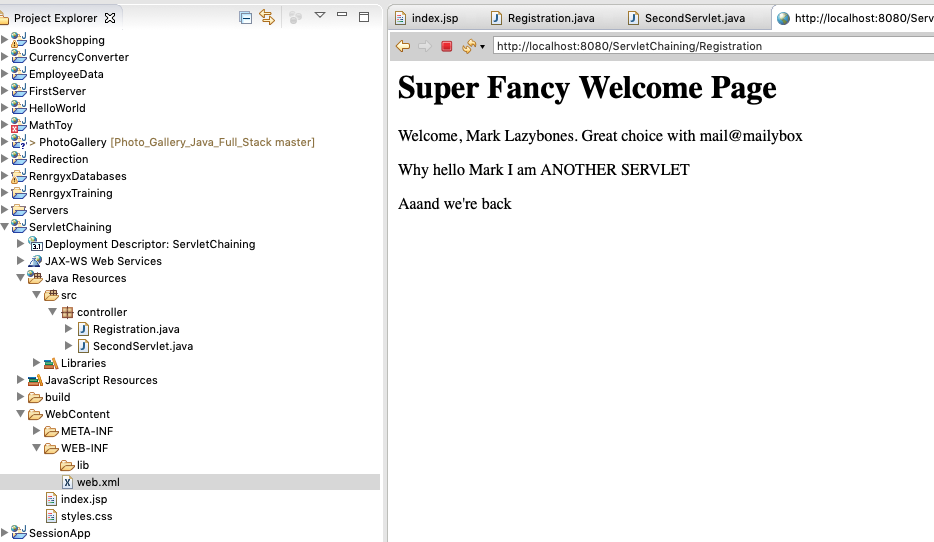 Project Explorer
BookShopping
CurrencyConverter
EmployeeData
FirstServer
HelloWorld
MathToy
> PhotoGallery [Photo_Gallery_Java_Full_Stack master]
Redirection
RenrgyxDatabases
RenrgyxTraining
Servers
ServletChaining
Deployment Descriptor: ServletChaining
JAX-WS Web Services
Java Resources
src
controller
Registration.java
SecondServlet.java
Libraries
JavaScript Resources
build
WebContent
META-INF
WEB-INF
lib
web.xml
index.jsp
styles.css
SessionApp
index.jsp
Registration.java
SecondServlet.java
http://localhost:8080/Serv
http://localhost:8080/ServletChaining/Registration
Super Fancy Welcome Page
Welcome, Mark Lazybones. Great choice with mail@mailybox
Why hello Mark I am ANOTHER SERVLET
Aaand we're back